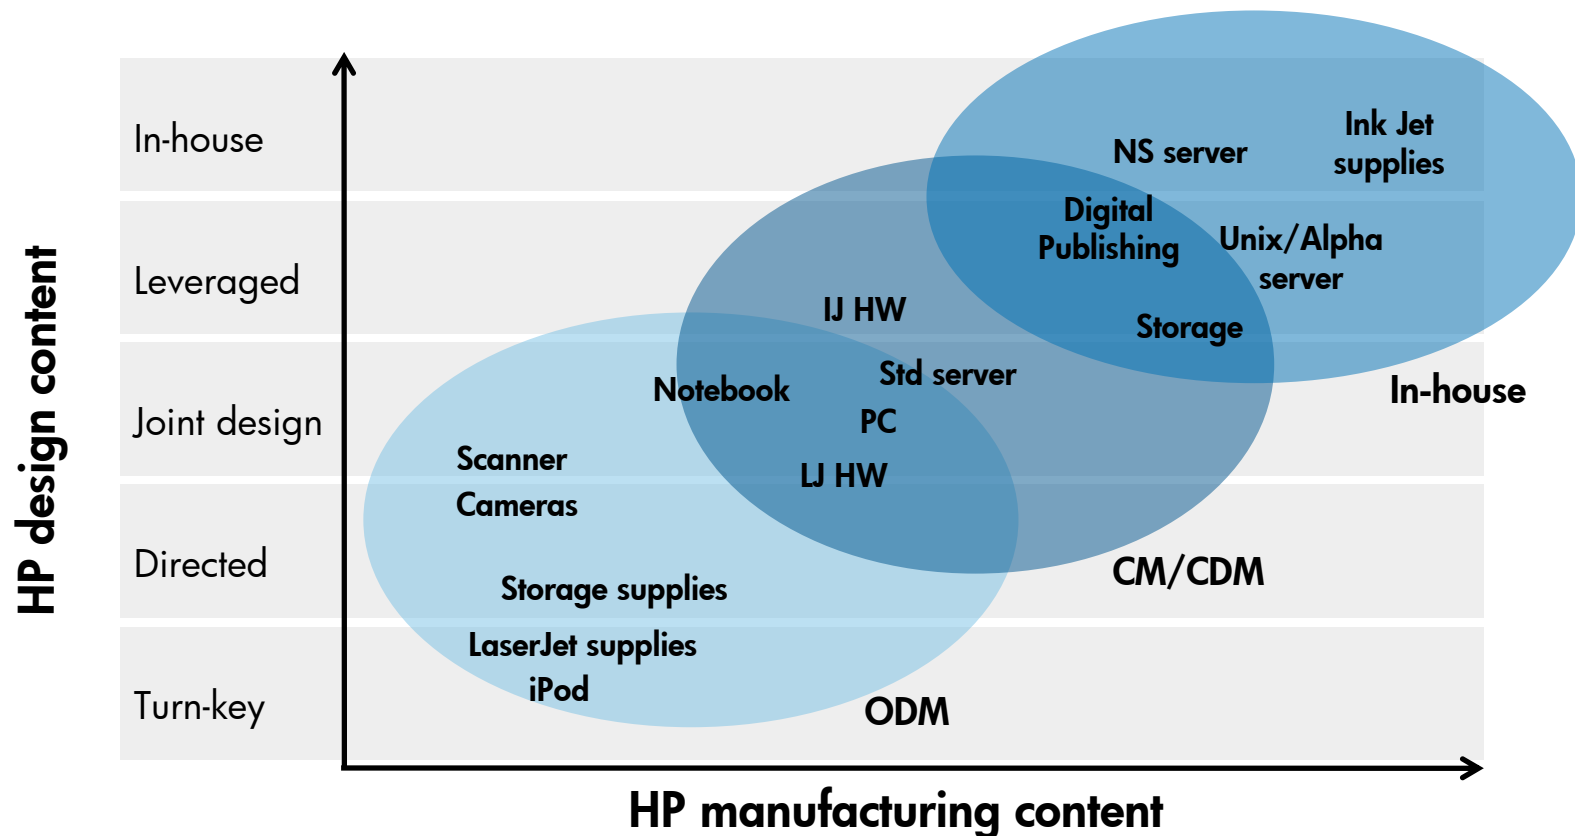 In-house
Ink Jet
supplies
NS server
Digital
Publishing
Unix/Alpha
server
Leveraged
IJ HW
Storage
Std server
Notebook
In-house
Joint design
PC
Scanner
LJ HW
Cameras
Directed
CM/CDM
Storage supplies
LaserJet supplies
iPod
Turn-key
ODM
HP design content
HP manufacturing content